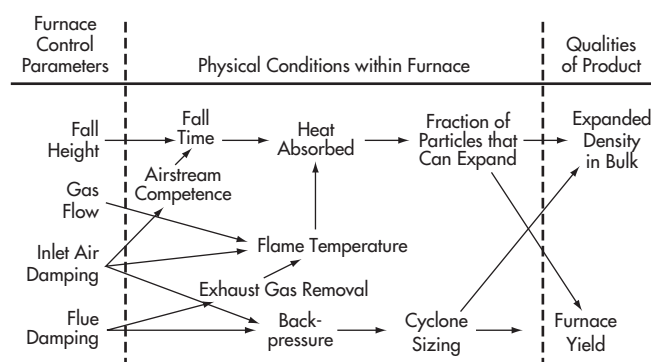 Furnace
Control
Parameters
Physical Conditions within Furnace
Qualities
of Product
Fall
Height
Fall
Time
Heat
Absorbed
Fraction of
Particles that
Can Expand
Expanded
Density
in Bulk
Airstream
Competence
Gas
Flow
Flame Temperature
Inlet Air
Damping
Exhaust Gas Removal
Flue
Damping
Back-
pressure
Cyclone
Sizing
Furnace
Yield